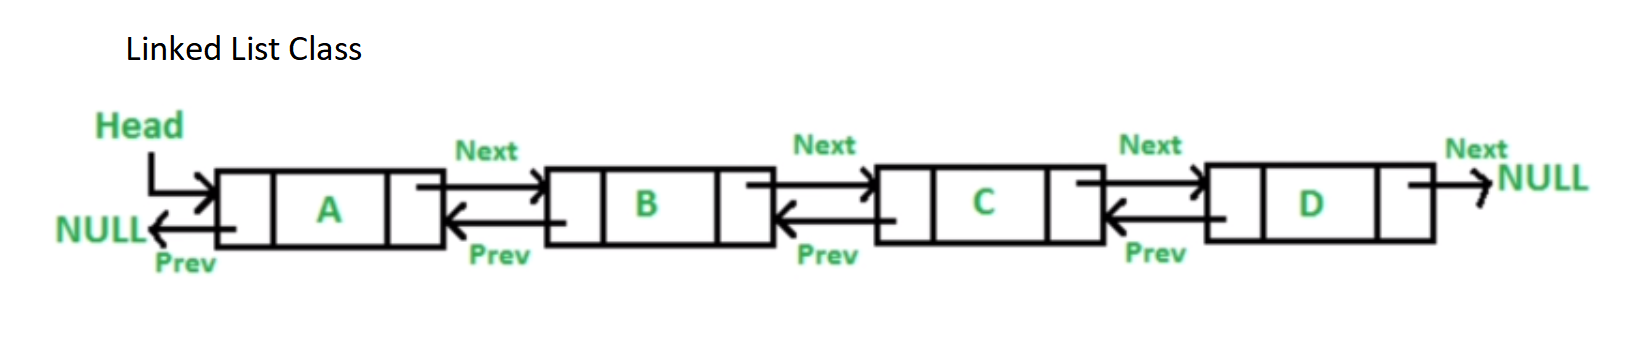 Linked List Class
Head
Next
Next
Next
Next
NULL
A
B
C
D
NULL
Prev
Prev
Prev
Prev